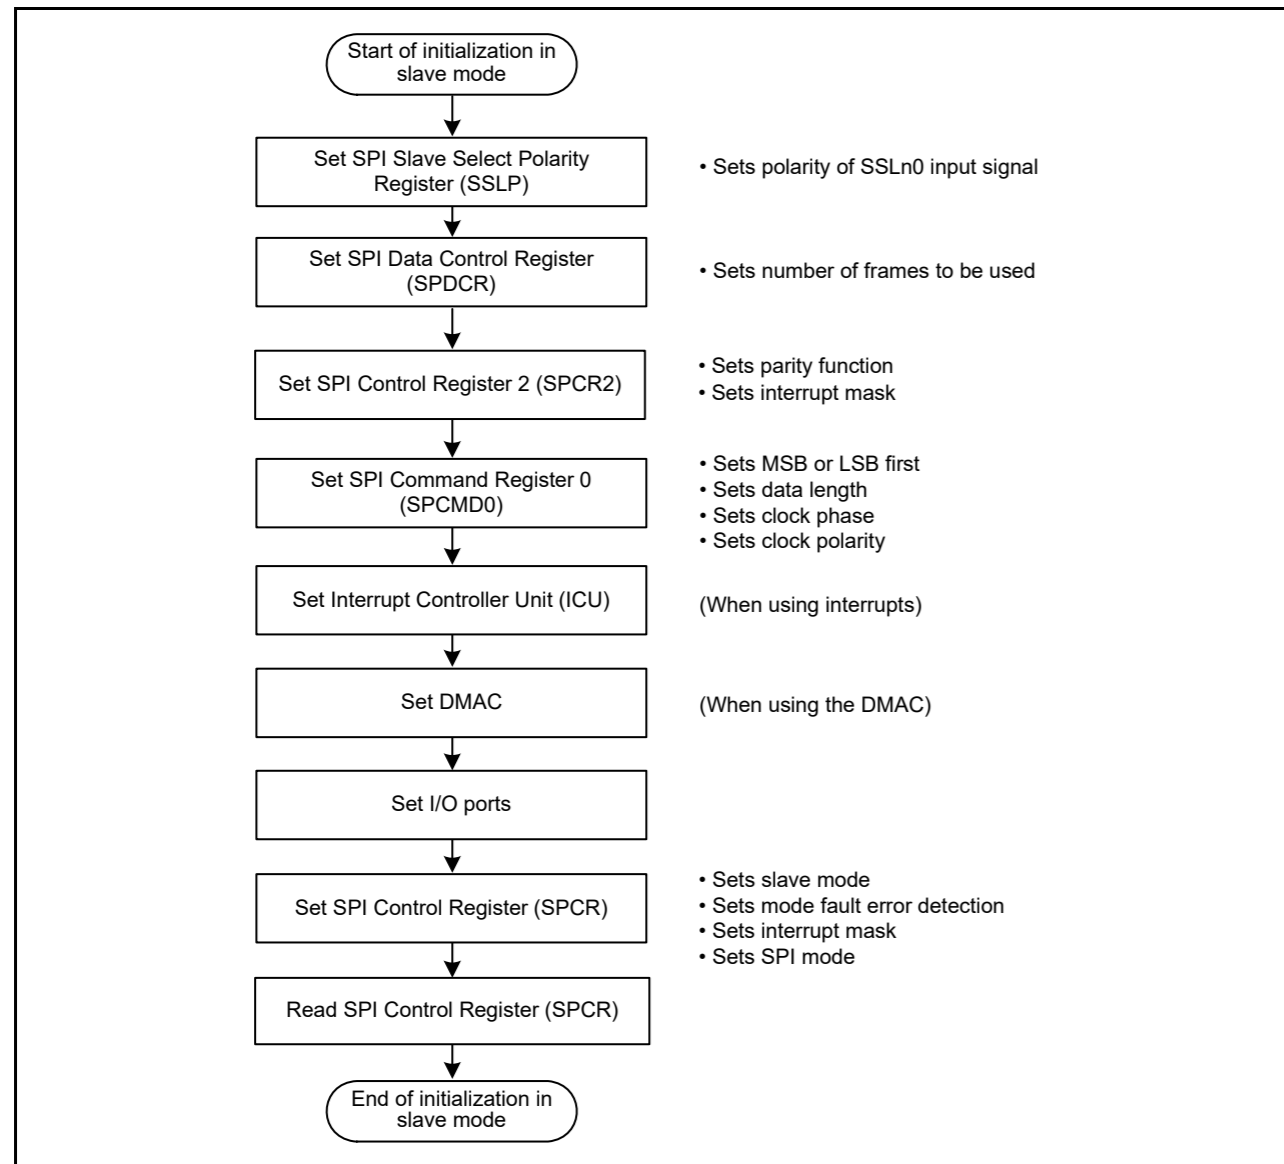 Start of initialization in
slave mode
Set SPI Slave Select Polarity
Register (SSLP)
• Sets polarity of SSLn0 input signal
Set SPI Data Control Register
(SPDCR)
• Sets number of frames to be used
Set SPI Control Register 2 (SPCR2)
• Sets parity function
• Sets interrupt mask
Set SPI Command Register 0
(SPCMD0)
• Sets MSB or LSB first
• Sets data length
• Sets clock phase
• Sets clock polarity
Set Interrupt Controller Unit (ICU)
(When using interrupts)
Set DMAC
(When using the DMAC)
Set I/O ports
Set SPI Control Register (SPCR)
• Sets slave mode
• Sets mode fault error detection
• Sets interrupt mask
• Sets SPI mode
Read SPI Control Register (SPCR)
End of initialization in
slave mode